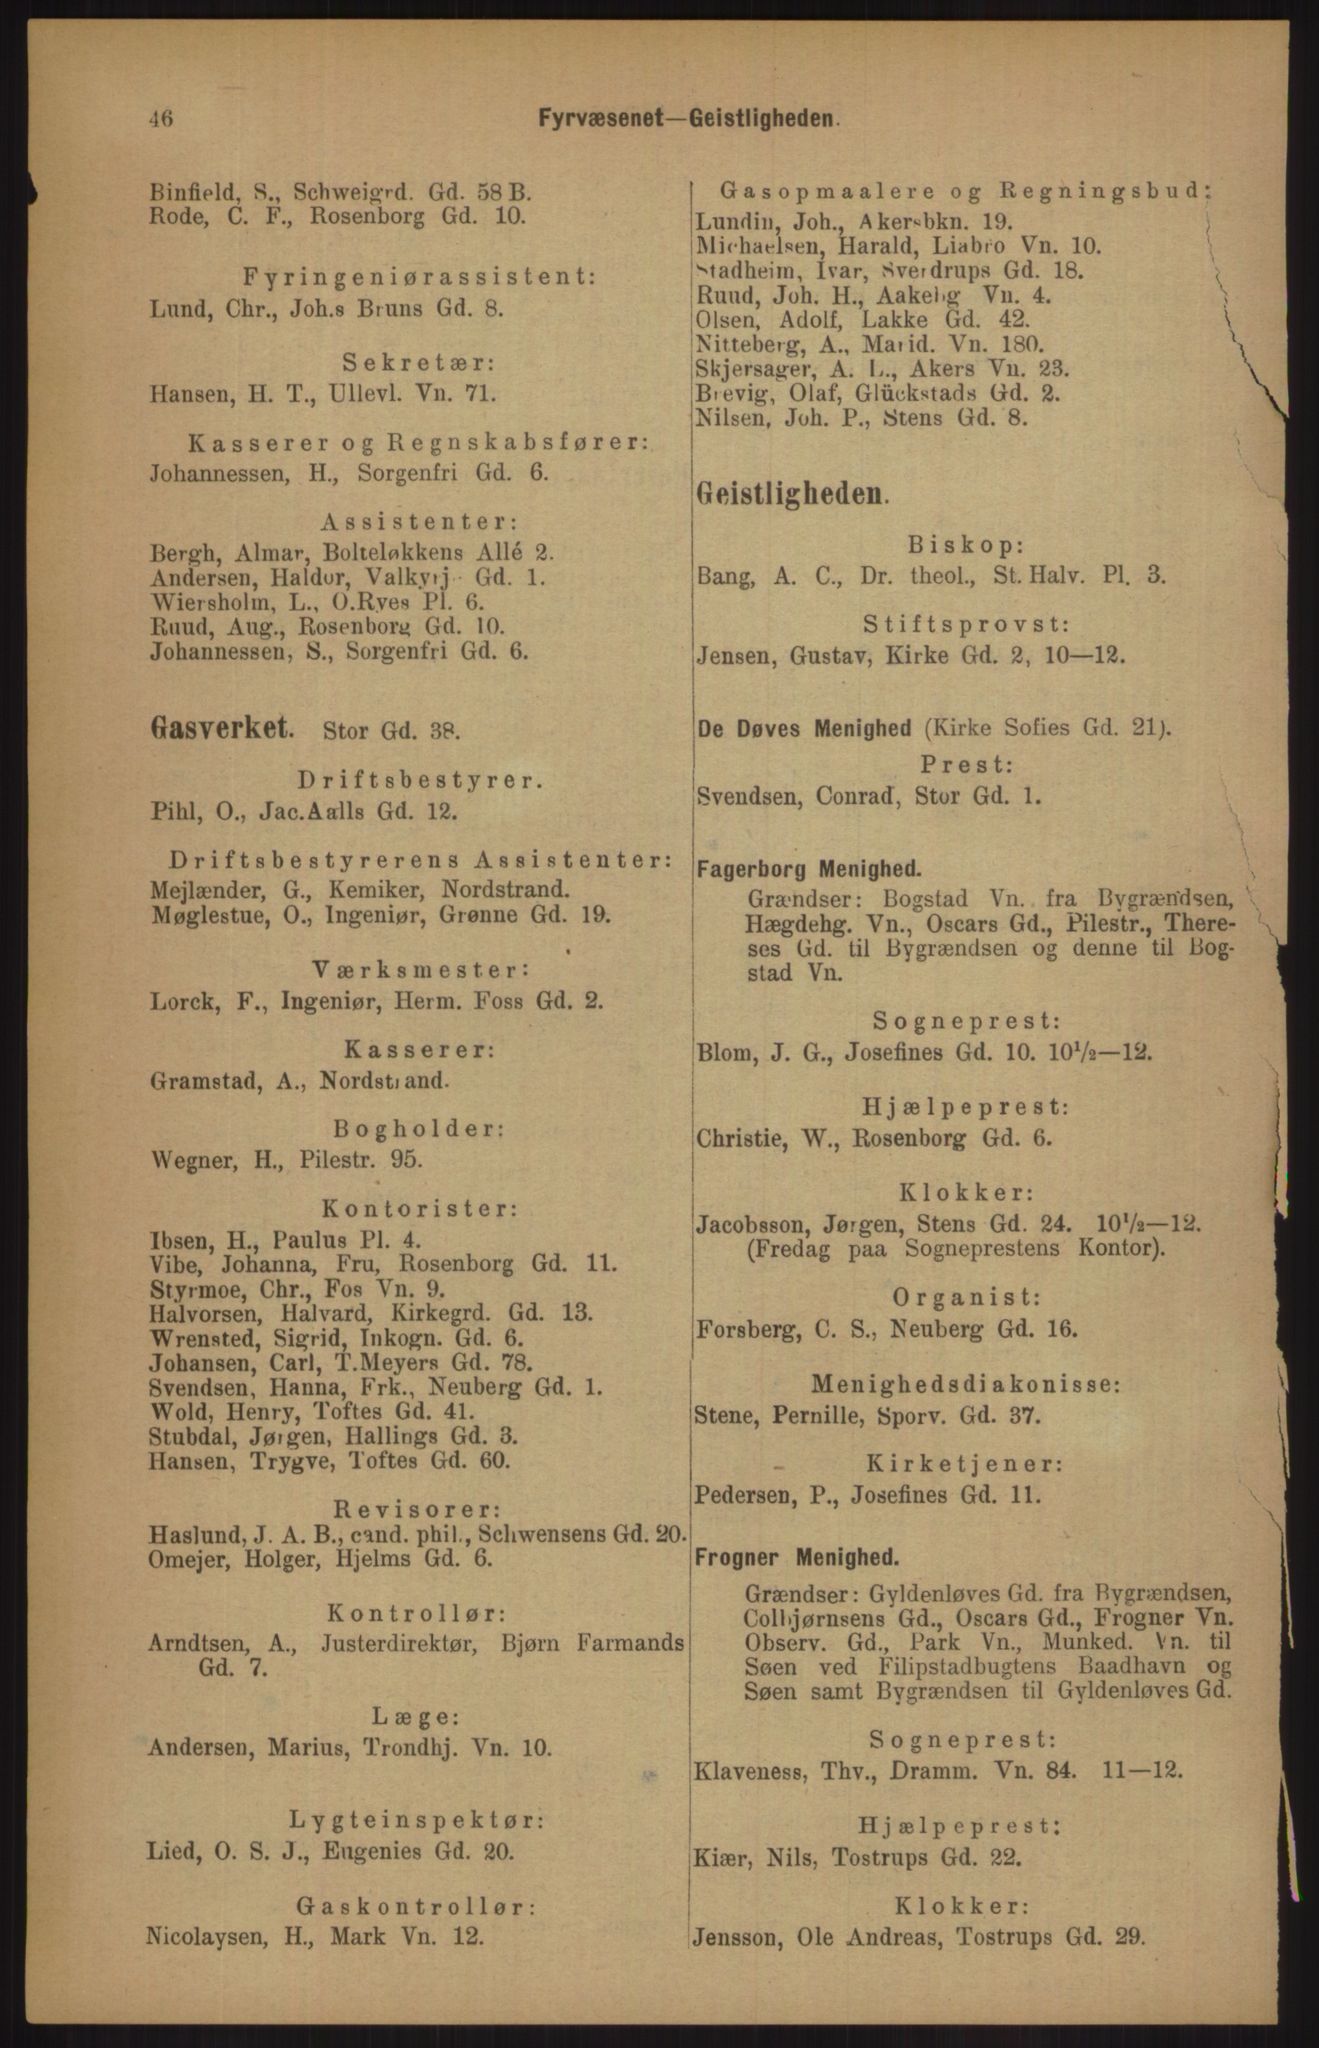 46
Fyrvæsenet—Geistligheden.
Binfield, S., Schweigrd. Gd. 58 B.
Rode, C. F., Rosenborg Gd. 10.
Fyringeniørassistent:
Lund, Chr., Joh.s Bruns Gd. 8.
Sekretær:
Hansen, H. T., Ullevl. Vn. 71.
Kasserer og Regnskabsfører:
Johannessen, H., Sorgenfri Gd. 6.
Assistenter:
Bergh, Almar, Bolteløkkens Allé 2.
Andersen, Haldor, Valkyrj Gd. 1.
Wiersholm, L., O.Ryes Pl. 6.
Ruud, Aug., Rosenborg Gd. 10.
Johannessen, S., Sorgenfri Gd. 6.
Gasverket. Stor Gd. 38.
Driftsbestyrer.
Pihl, O., Jac.Aalls Gd. 12.
Driftsbestyrerens Assistenter:
Mejlænder, G., Kemiker, Nordstrand.
Møglestue, O., Ingeniør, Grønne Gd. 19.
Værksmester:
Lorck, F., Ingeniør, Herm. Foss Gd. 2.
Kasserer:
Gramstad, A., Nordstrand.
Bogholder:
Wegner, H., Pilestr. 95.
Kontorister:
Ibsen, H., Paulus Pl. 4.
Vibe, Johanna, Fru, Rosenborg Gd. 11.
Styrmoe, Chr., Fos Vn. 9.
Halvorsen, Halvard, Kirkegrd. Gd. 13.
Wrensted, Sigrid, Inkogn. Gd. 6.
Johansen, Carl, T.Meyers Gd. 78.
Svendsen, Hanna, Frk., Neuberg Gd. 1.
Wold, Henry, Toftes Gd. 41.
Stubdal, Jørgen, Hallings Gd. 3.
Hansen, Trygve, Toftes Gd. 60.
Revisorer:
Haslund, J. A. B., cand. phil., Schwensens Gd. 20.
Omejer, Holger, Hjelms Gd. 6.
Kontrollør:
Arndtsen, A., Justerdirektør, Bjørn Farmands
Gd. 7.
Læge:
Andersen, Marius, Trondhj. Vn. 10.
Lygteinspektør:
Lied, O. S. J., Eugenies Gd. 20.
Gaskontrollør:
Nicolaysen, H., Mark Vn. 12.
Gasopmaalere og Regningsbud:
Lundin, Joh., Akersbkn. 19.
Michaelsen, Harald, Liabro Vn. 10.
Stadheim, Ivar, Sverdrups Gd. 18.
Ruud, Joh. H., Aakebg Vn. 4.
Olsen, Adolf, Lakke Gd. 42.
Nitteberg, A., Marid. Vn. 180.
Skjersager, A. L., Akers Vn. 23.
Brevig, Olaf, Glückstads Gd. 2.
Nilsen, Joh. P., Stens Gd. 8.
Geistligheden.
Biskop:
Bang, A. C., Dr. theol., St. Halv. Pl. 3.
Stiftsprovst:
Jensen, Gustav, Kirke Gd. 2, 10—12.
De Døves Menighed (Kirke Sofies Gd. 21).
Prest:
Svendsen, Conrad, Stor Gd. 1.
Fagerborg Menighed.
Grændser: Bogstad Vn. fra Bygrændsen,
Hægdehg. Vn., Oscars Gd., Pilestr., There-
ses Gd. til Bygrændsen og denne til Bog-
stad Vn.
Sogneprest:
Blom, J. G., Josefines Gd. 10. 10½—12.
Hjælpeprest:
Christie, W., Rosenborg Gd. 6.
Klokker:
Jacobsson, Jørgen, Stens Gd. 24. 10½—12.
(Fredag paa Sogneprestens Kontor).
Organist:
Forsberg, C. S., Neuberg Gd. 16.
Menighedsdiakonisse:
Stene, Pernille, Sporv. Gd. 37.
Kirketjener:
Pedersen, P., Josefines Gd. 11.
Frogner Menighed.
Grændser: Gyldenløves Gd. fra Bygrændsen,
Colbjørnsens Gd., Oscars Gd., Frogner Vn.
Observ. Gd., Park Vn., Munked. Vn. til
Søen ved Filipstadbugtens Baadhavn og
Søen samt Bygrændsen til Gyldenløves Gd.
Sogneprest:
Klaveness, Thv., Dramm. Vn. 84. 11—12.
Hjælpeprest:
Kiær, Nils, Tostrups Gd. 22.
Klokker:
Jensson, Ole Andreas, Tostrups Gd. 29.